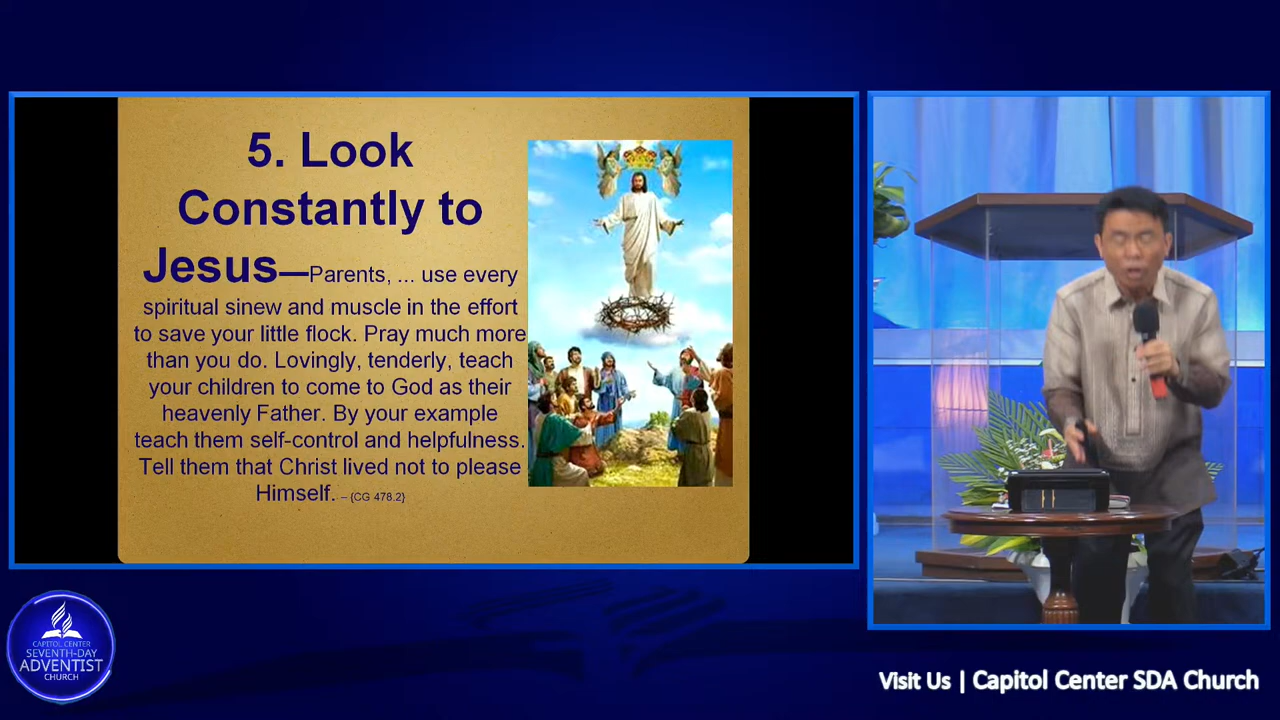 5. Look
Constantly to
Jesus—Parents, ... use every
spiritual sinew and muscle in the effort
to save your little flock. Pray much more
than you do. Lovingly, tenderly, teach
your children to come to God as their
heavenly Father. By your example
teach them self-control and helpfulness.
Tell them that Christ lived not to please
Himself. – {CG 478.2}
CAPITOL CENTER
SEVENTH-DAY
ADVENTIST
CHURCH
Visit Us | Capitol Center SDA Church